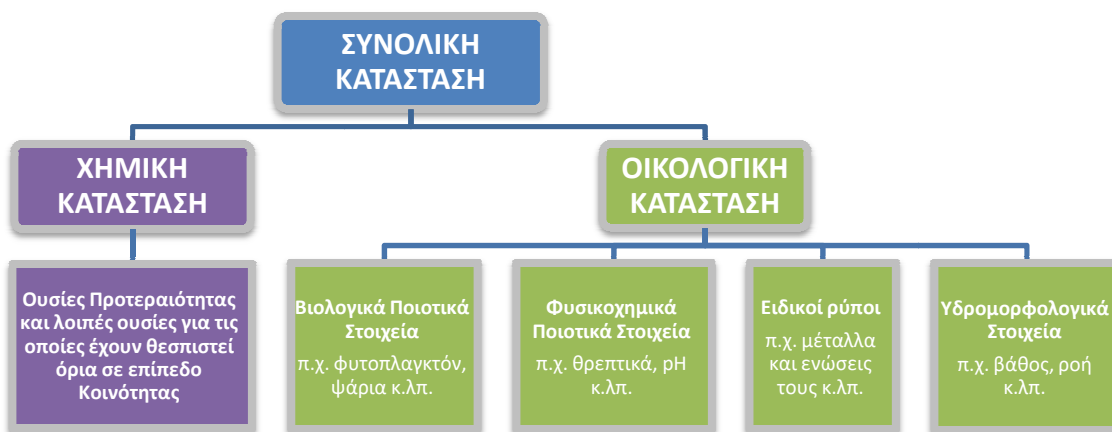 ΣΥΝΟΛΙΚΗ
ΚΑΤΑΣΤΑΣΗ
ΧΗΜΙΚΗ
ΚΑΤΑΣΤΑΣΗ
ΟΙΚΟΛΟΓΙΚΗ
ΚΑΤΑΣΤΑΣΗ
Ουσίες Προτεραιότητας
και λοιπές ουσίες για τις
οποίες έχουν θεσπιστεί
όρια σε επίπεδο
Κοινότητας
Βιολογικά Ποιοτικά
Στοιχεία
π.χ. φυτοπλαγκτόν,
ψάρια κ.λπ.
Φυσικοχημικά
Ποιοτικά Στοιχεία
π.χ. θρεπτικά, pH
κ.λπ.
Ειδικοί ρύποι
π.χ. μέταλλα
και ενώσεις
τους κ.λπ.
Υδρομορφολογικά
Στοιχεία
π.χ. βάθος, ροή
κ.λπ.